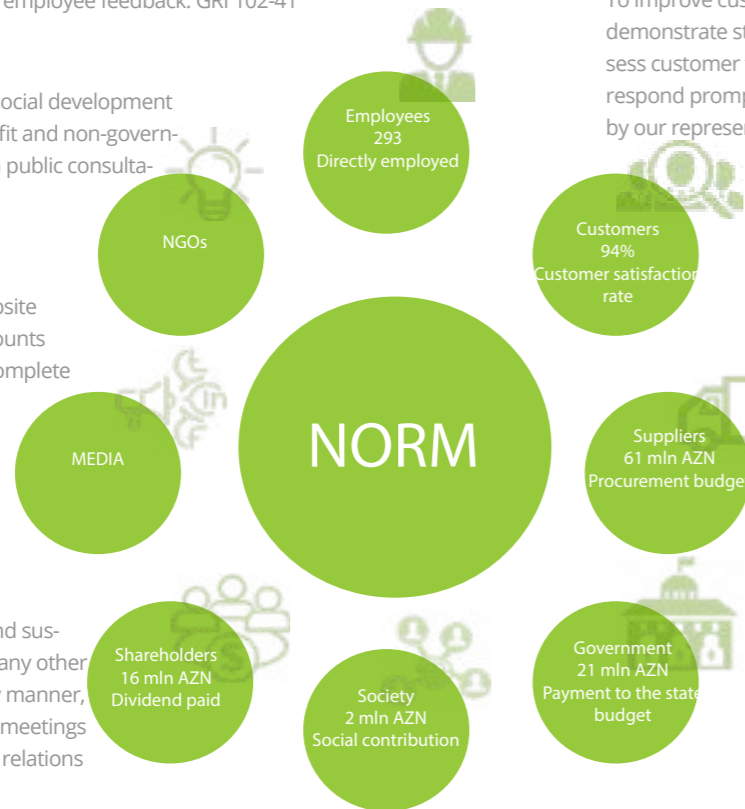 employee feedback. GRI 102-41
To improve cus
demonstrate st
sess customer
respond promp
by our represen
ocial development
fit and non-govern-
public consulta-
site
ounts
omplete
nd sus-
any other
manner,
meetings
relations
Employees
293
Directly employed
NGOs
Customers
94%
Customer satisfaction
rate
MEDIA
NORM
Suppliers
61 mln AZN
Procurement budge
Shareholders
16 mln AZN
Dividend paid
Society
2 mln AZN
Social contribution
Government
21 mln AZN
Payment to the state
budget